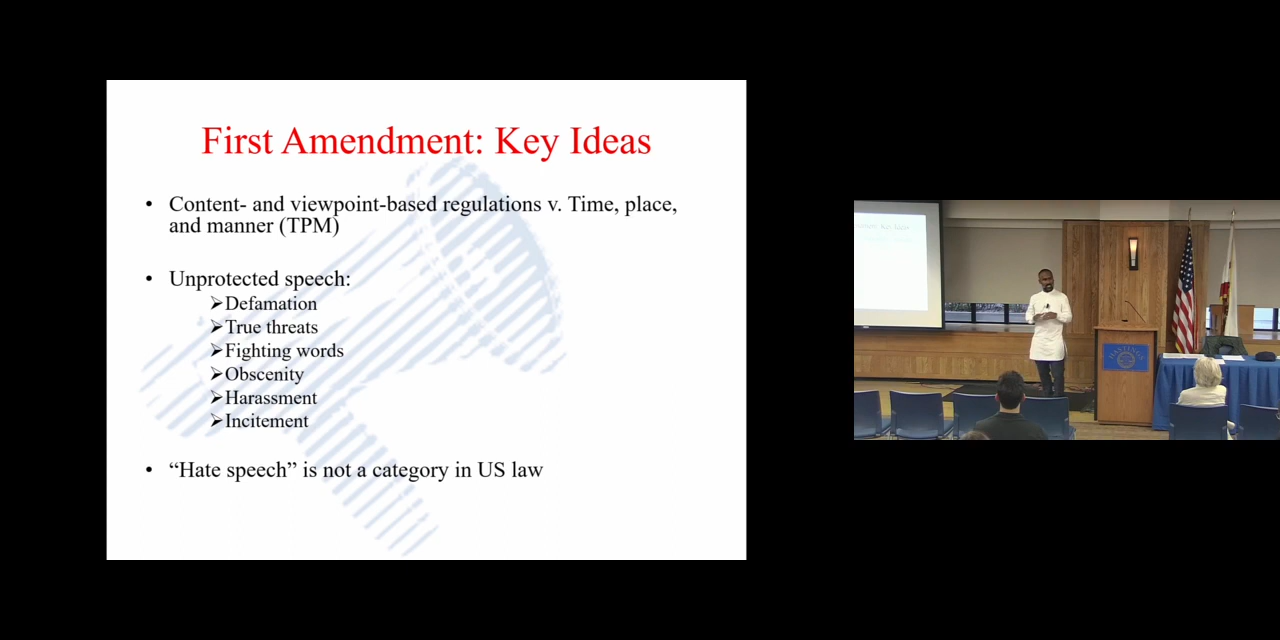 First Amendment: Key Ideas
• Content- and viewpoint-based regulations v. Time, place,
and manner (TPM)
• Unprotected speech:
➢Defamation
➢True threats
➢Fighting words
➢Obscenity
➢Harassment
➢Incitement
• “Hate speech” is not a category in US law
HASTINGS